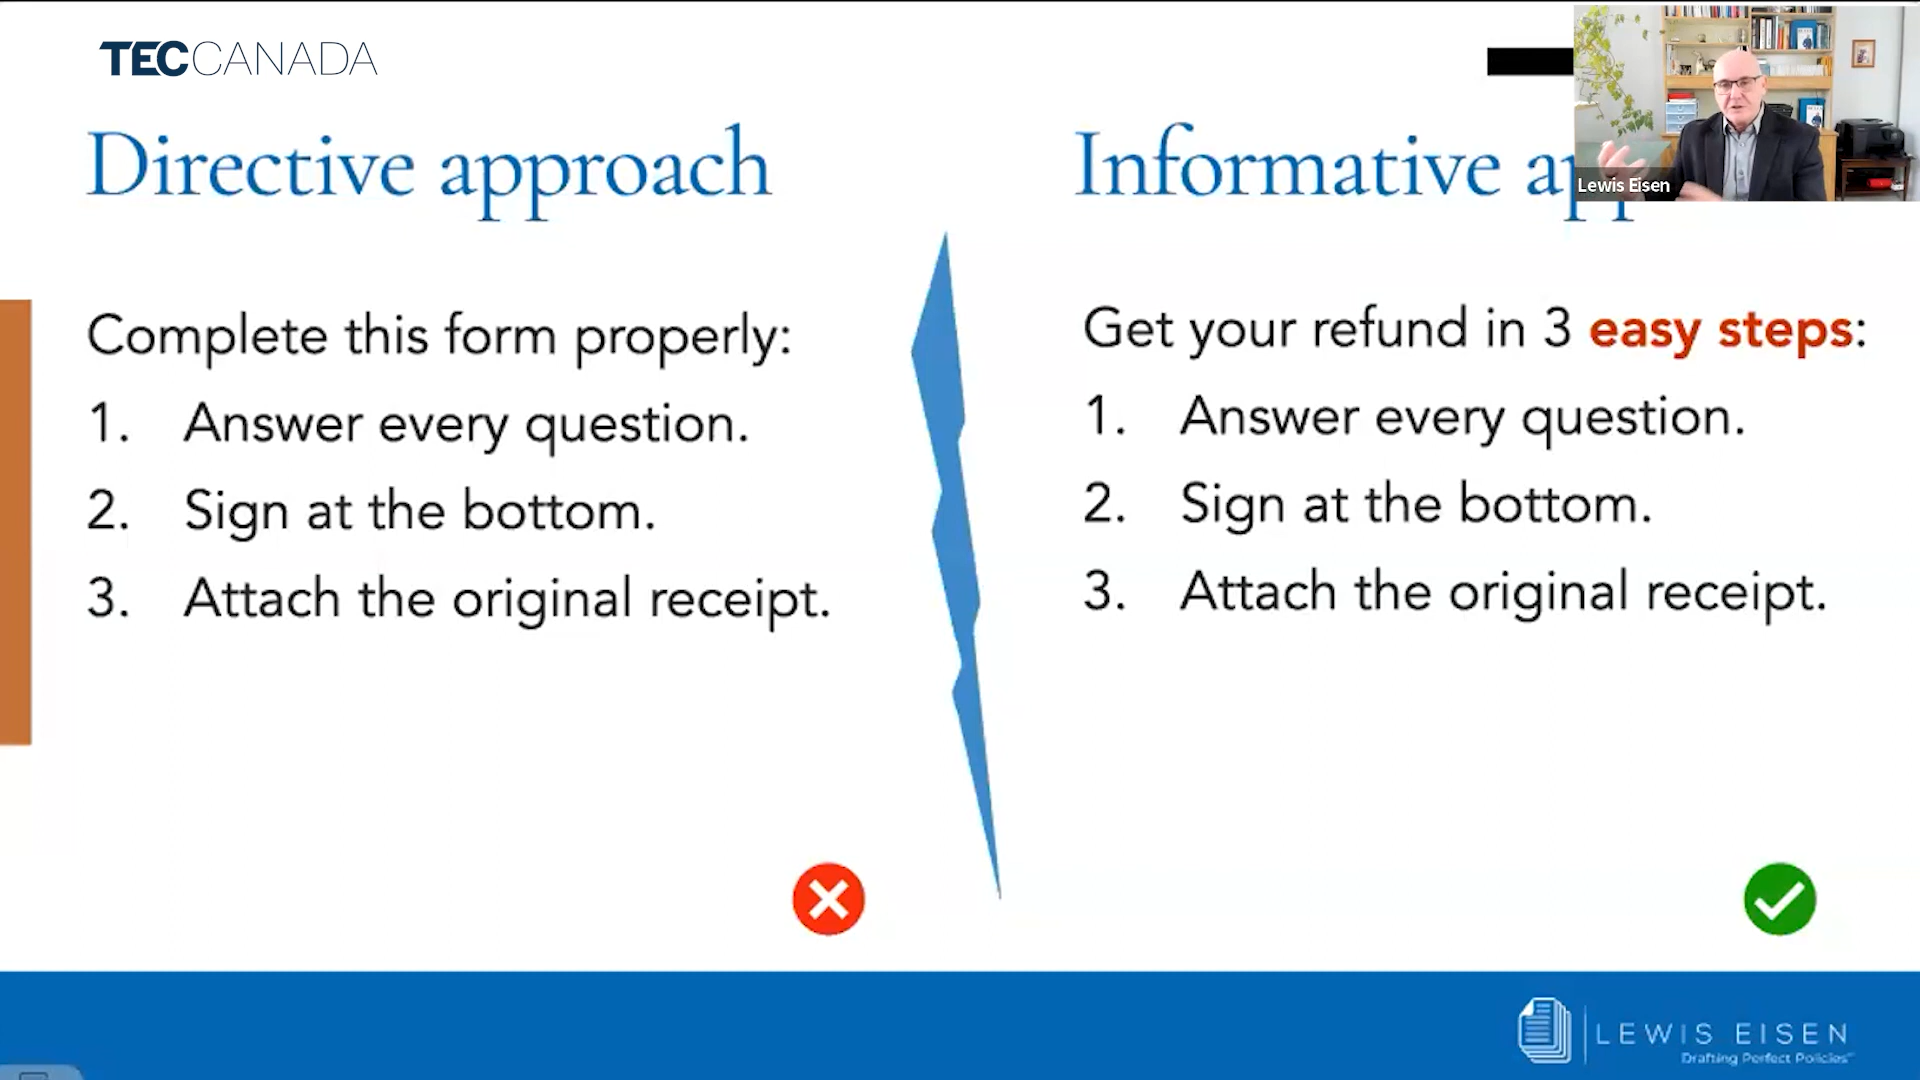 TECCANADA
Directive approach
Complete this form properly:
1. Answer every question.
2. Sign at the bottom.
3. Attach the original receipt.
Informative ap
Lewis Eisen
Get your refund in 3 easy steps:
1. Answer every question.
2. Sign at the bottom.
3. Attach the original receipt.
LEWIS EISEN
Drafting Perfect Policies™